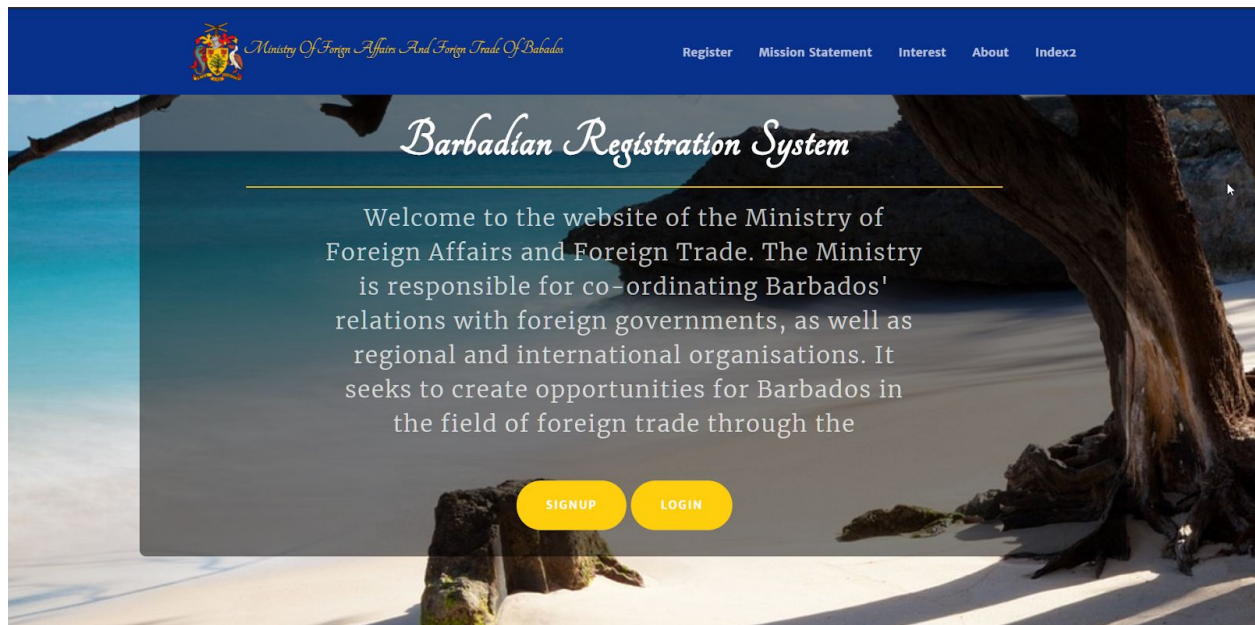 Ministry Of Forign Affairs And Forign Trade Of Babados
Register Mission Statement Interest About Index2
Barbadian Registration System
Welcome to the website of the Ministry of
Foreign Affairs and Foreign Trade. The Ministry
is responsible for co-ordinating Barbados'
relations with foreign governments, as well as
regional and international organisations. It
seeks to create opportunities for Barbados in
the field of foreign trade through the
SIGNUP LOGIN